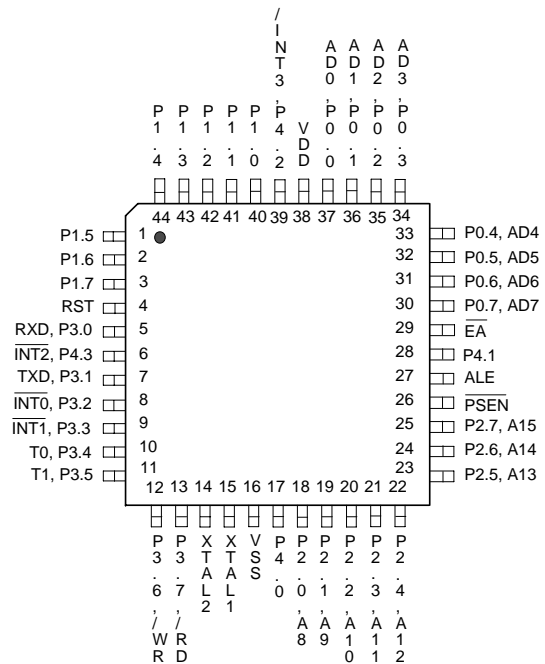 P1.4
P1.3
P1.2
P1.1
P1.0
/INT3,P4.2
VDD
AD0,P0.0
AD1,P0.1
AD2,P0.2
AD3,P0.3
44 43 42 41 40 39 38 37 36 35 34
P1.5 1
P1.6 2
P1.7 3
RST 4
RXD, P3.0 5
INT2, P4.3 6
TXD, P3.1 7
INT0, P3.2 8
INT1, P3.3 9
T0, P3.4 10
T1, P3.5 11
33 P0.4, AD4
32 P0.5, AD5
31 P0.6, AD6
30 P0.7, AD7
29 EA
28 P4.1
27 ALE
26 PSEN
25 P2.7, A15
24 P2.6, A14
23 P2.5, A13
12 13 14 15 16 17 18 19 20 21 22
P3.6,/WR
P3.7,/RD
XTAL2
XTAL1
VSS
P4.0
P2.0,A8
P2.1,A9
P2.2,A10
P2.3,A11
P2.4,A12